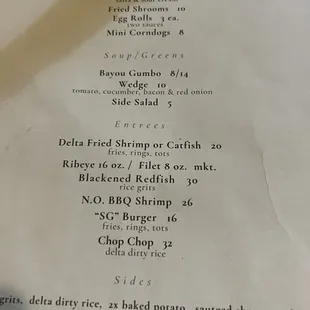 salsa & sour cream
Fried Shrooms 10
Egg Rolls 3 ea.
two sauces
Mini Corndogs 8
Soup/Greens
Bayou Gumbo 8/14
Wedge 10
tomato, cucumber, bacon & red onion
Side Salad 5
Entrees
Delta Fried Shrimp or Catfish 20
fries, rings, tots
Ribeye 16 oz. / Filet 8 oz. mkt.
Blackened Redfish 30
rice grits
N.O. BBQ Shrimp 26
"SG" Burger 16
fries, rings, tots
Chop Chop 32
delta dirty rice
Sides
grits, delta dirty rice, 2x baked potato,